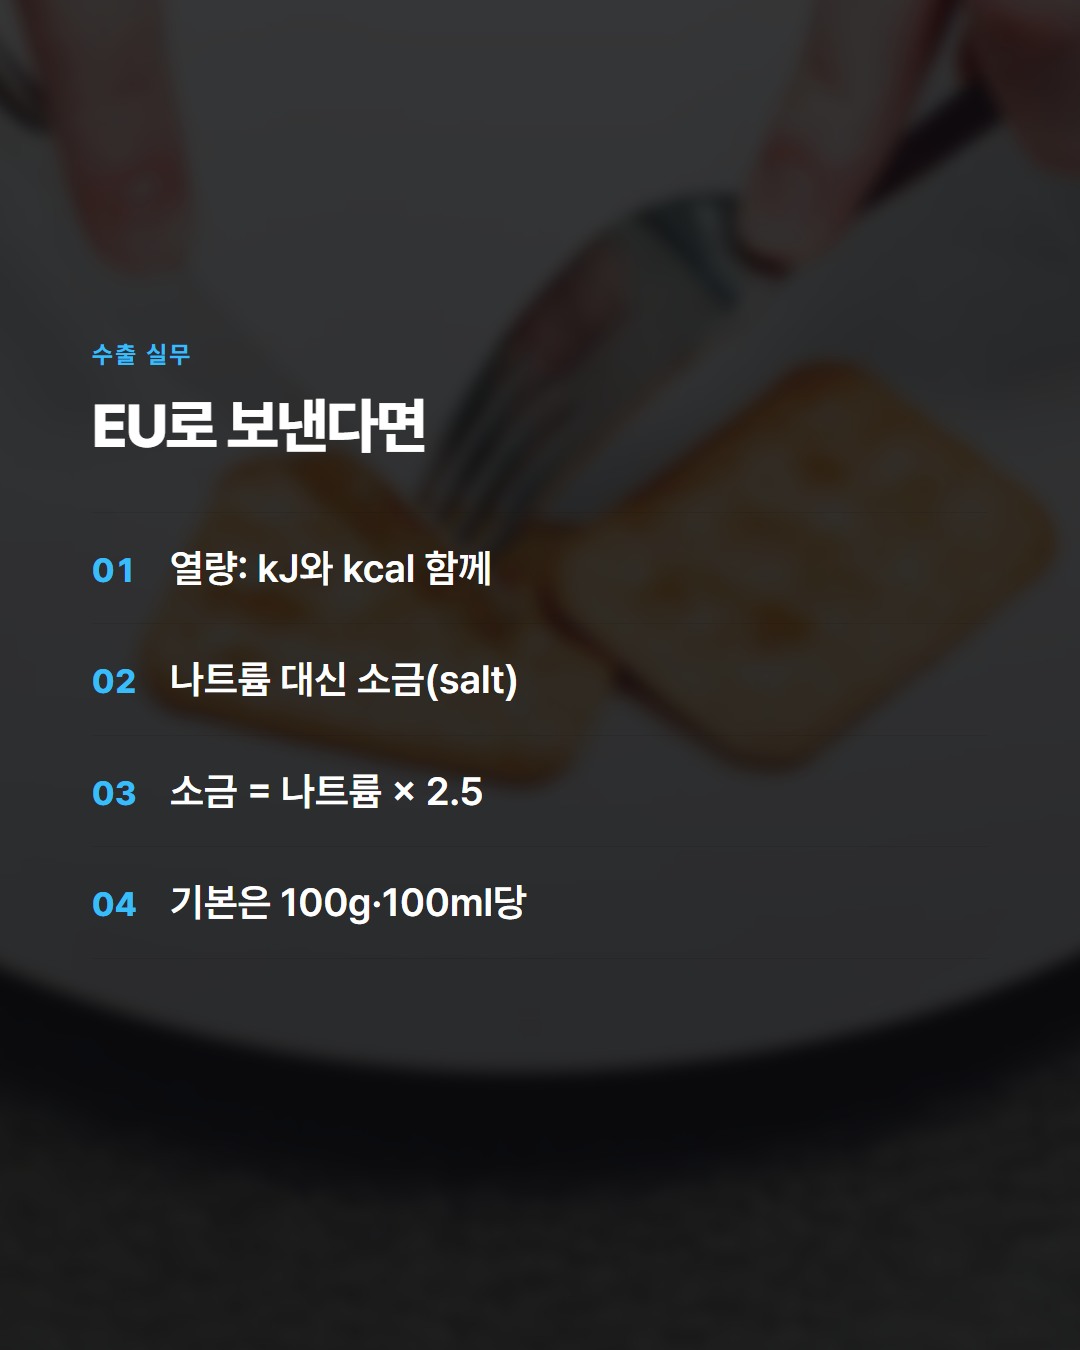 수출 실무
EU로 보낸다면
01 열량: kJ와 kcal 함께
02 나트륨 대신 소금(salt)
03 소금 = 나트륨 × 2.5
04 기본은 100g·100ml당